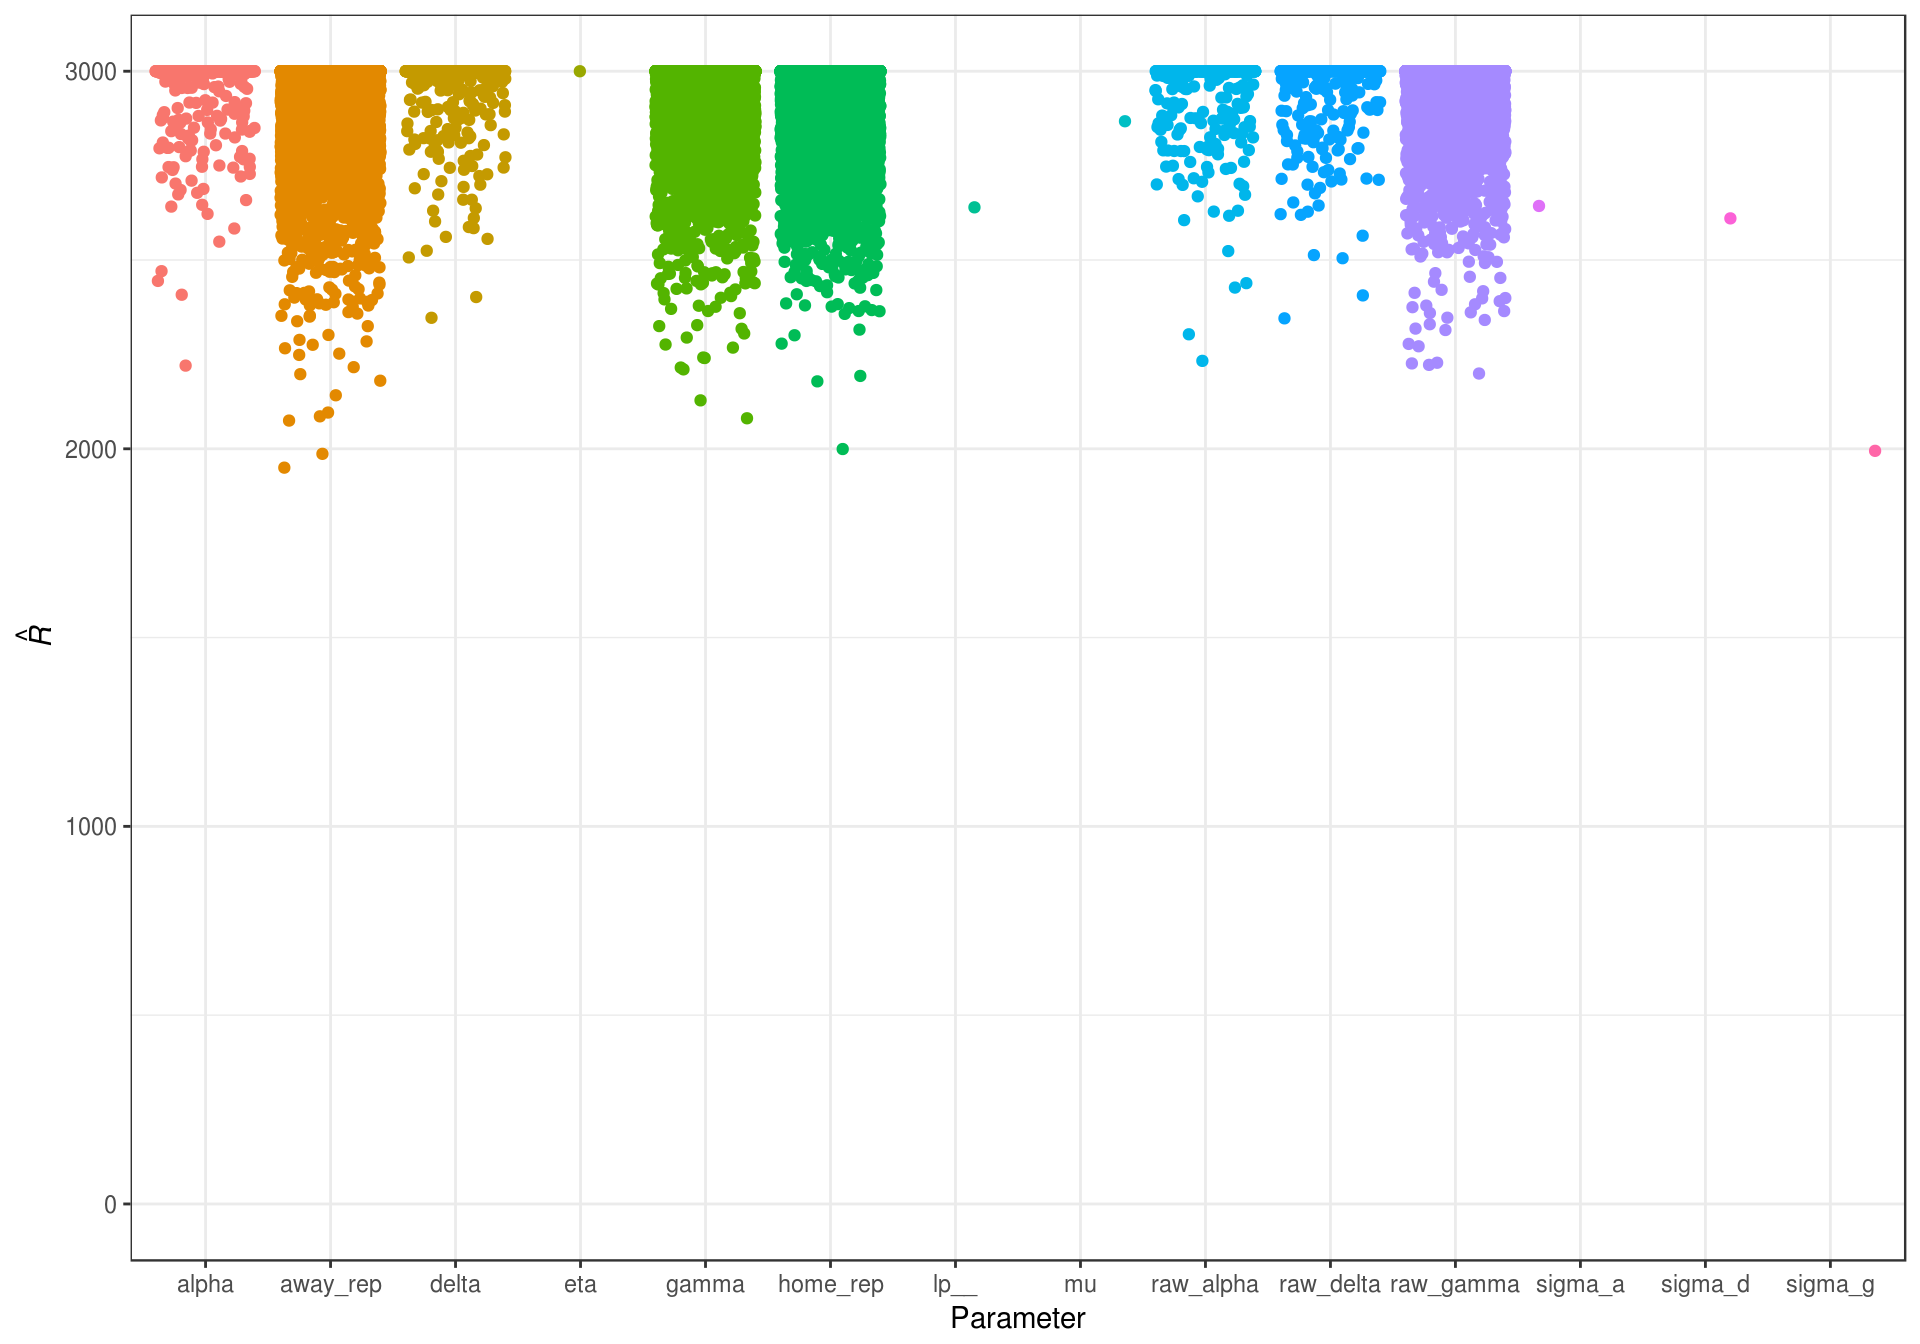 3000
2000
1000
0
R̂
alpha away_rep delta eta gamma home_rep lp__ mu raw_alpha raw_delta raw_gamma sigma_a sigma_d sigma_g
Parameter